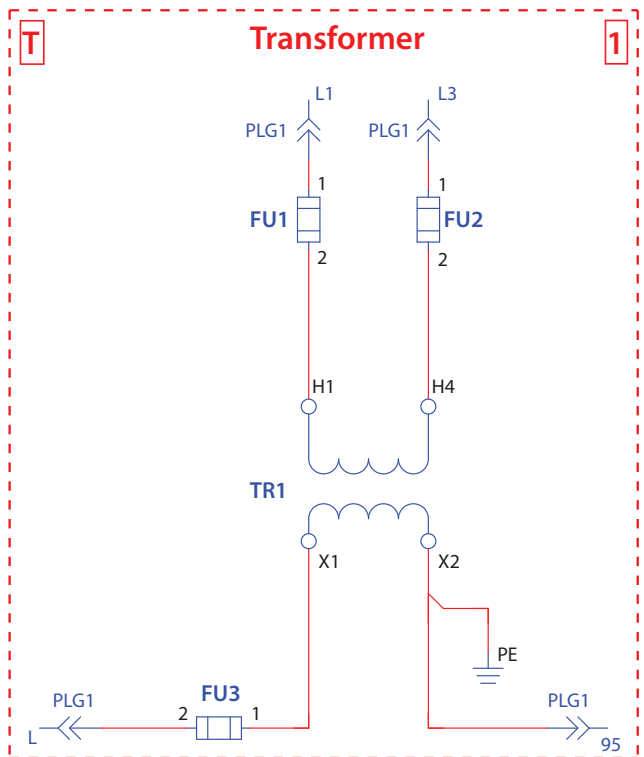 T Transformer 1
L1 L3
PLG1 PLG1
1 1
FU1 FU2
2 2
H1 H4
TR1
X1 X2
PE
FU3
PLG1 2 1 PLG1
L 95